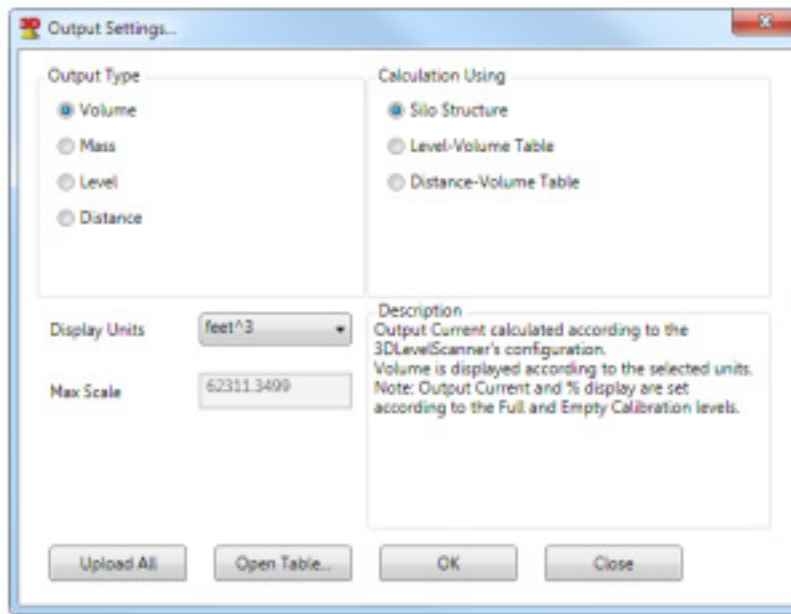 3D
Output Settings...
Output Type
Volume
Mass
Level
Distance
Calculation Using
Silo Structure
Level-Volume Table
Distance-Volume Table
Display Units
feet^3
Max Scale
62311.3499
Description
Output Current calculated according to the
3DLevelScanner's configuration.
Volume is displayed according to the selected units.
Note: Output Current and % display are set
according to the Full and Empty Calibration levels.
Upload All
Open Table...
OK
Close